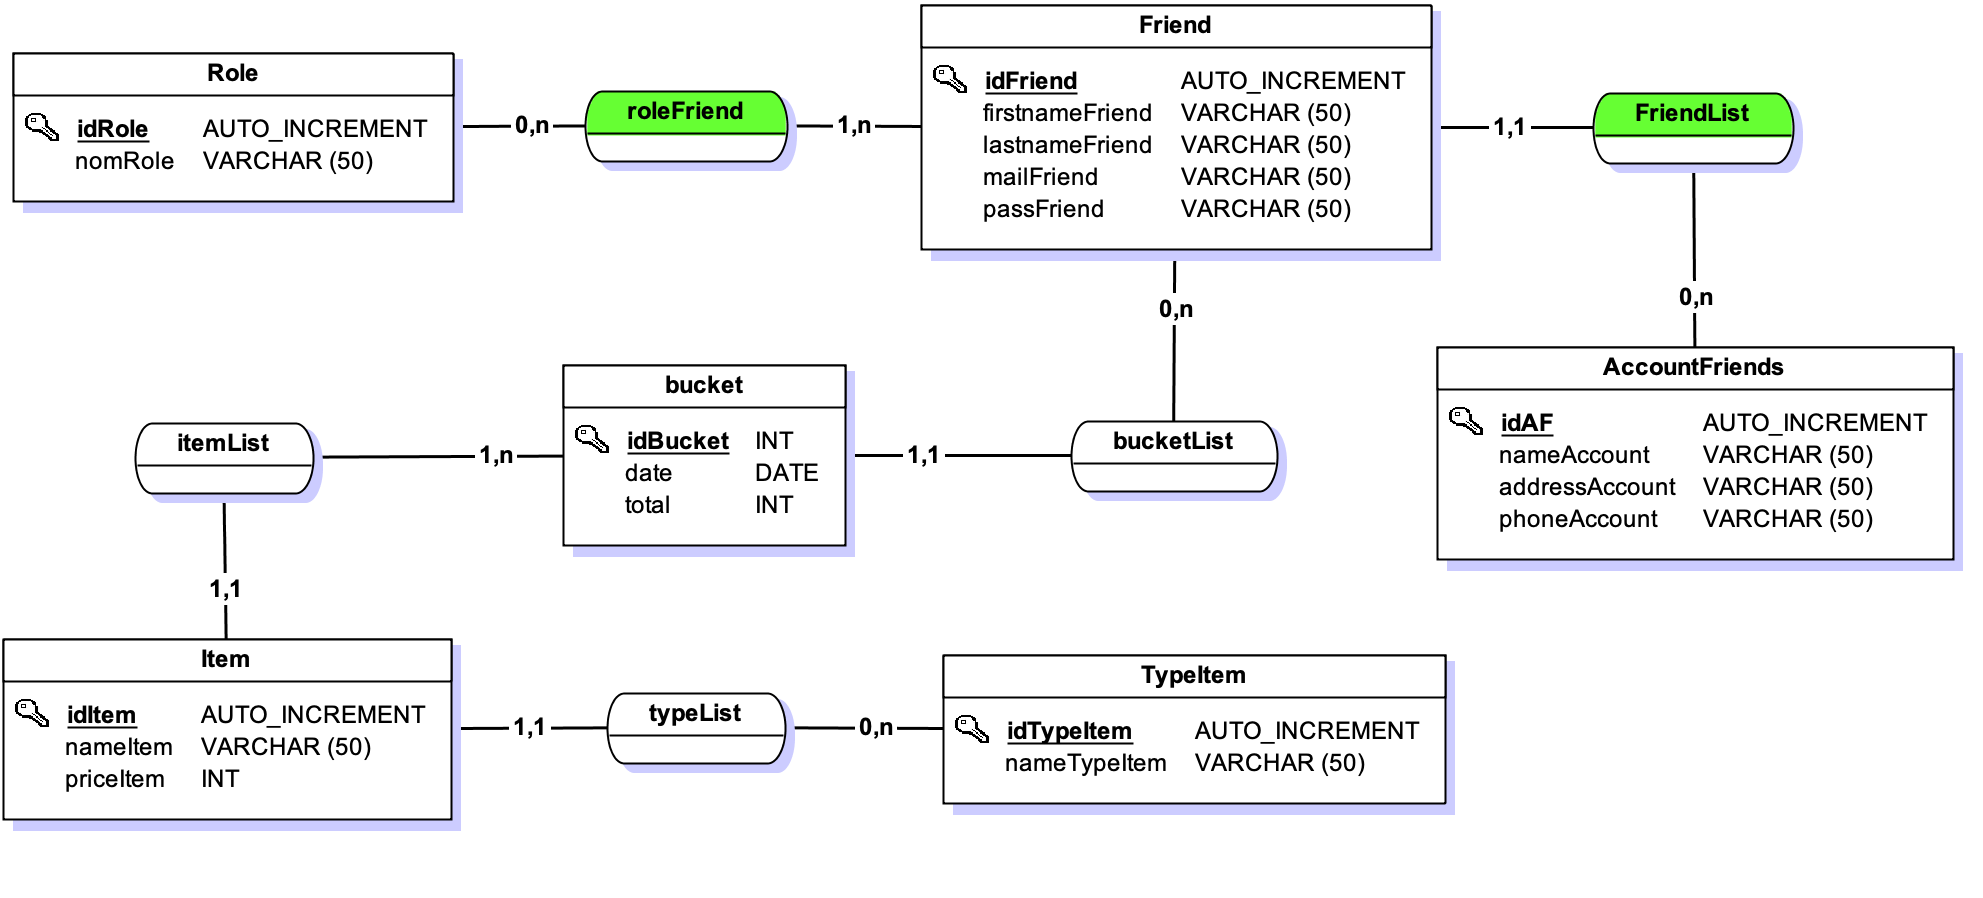 Role
idRole AUTO_INCREMENT
nomRole VARCHAR (50)
0,n
roleFriend
1,n
Friend
idFriend AUTO_INCREMENT
firstnameFriend VARCHAR (50)
lastnameFriend VARCHAR (50)
mailFriend VARCHAR (50)
passFriend VARCHAR (50)
1,1
FriendList
0,n
0,n
AccountFriends
idAF AUTO_INCREMENT
nameAccount VARCHAR (50)
addressAccount VARCHAR (50)
phoneAccount VARCHAR (50)
itemList
1,n
bucket
idBucket INT
date DATE
total INT
1,1
bucketList
1,1
Item
idItem AUTO_INCREMENT
nameItem VARCHAR (50)
priceItem INT
1,1
typeList
0,n
TypeItem
idTypeItem AUTO_INCREMENT
nameTypeItem VARCHAR (50)